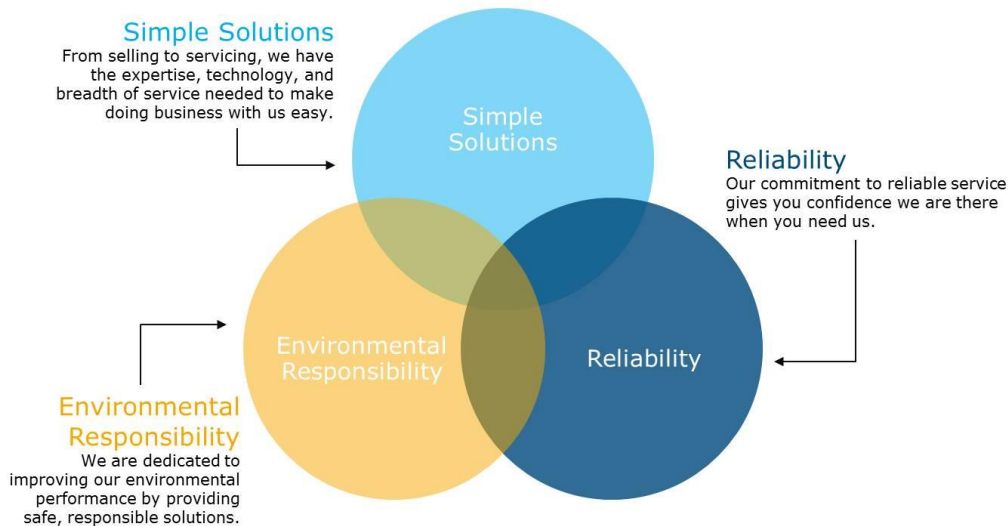 Simple Solutions
From selling to servicing, we have
the expertise, technology, and
breadth of service needed to make
doing business with us easy.
Simple
Solutions
Reliability
Our commitment to reliable service
gives you confidence we are there
when you need us.
Environmental
Responsibility
Reliability
Environmental
Responsibility
We are dedicated to
improving our environmental
performance by providing
safe, responsible solutions.